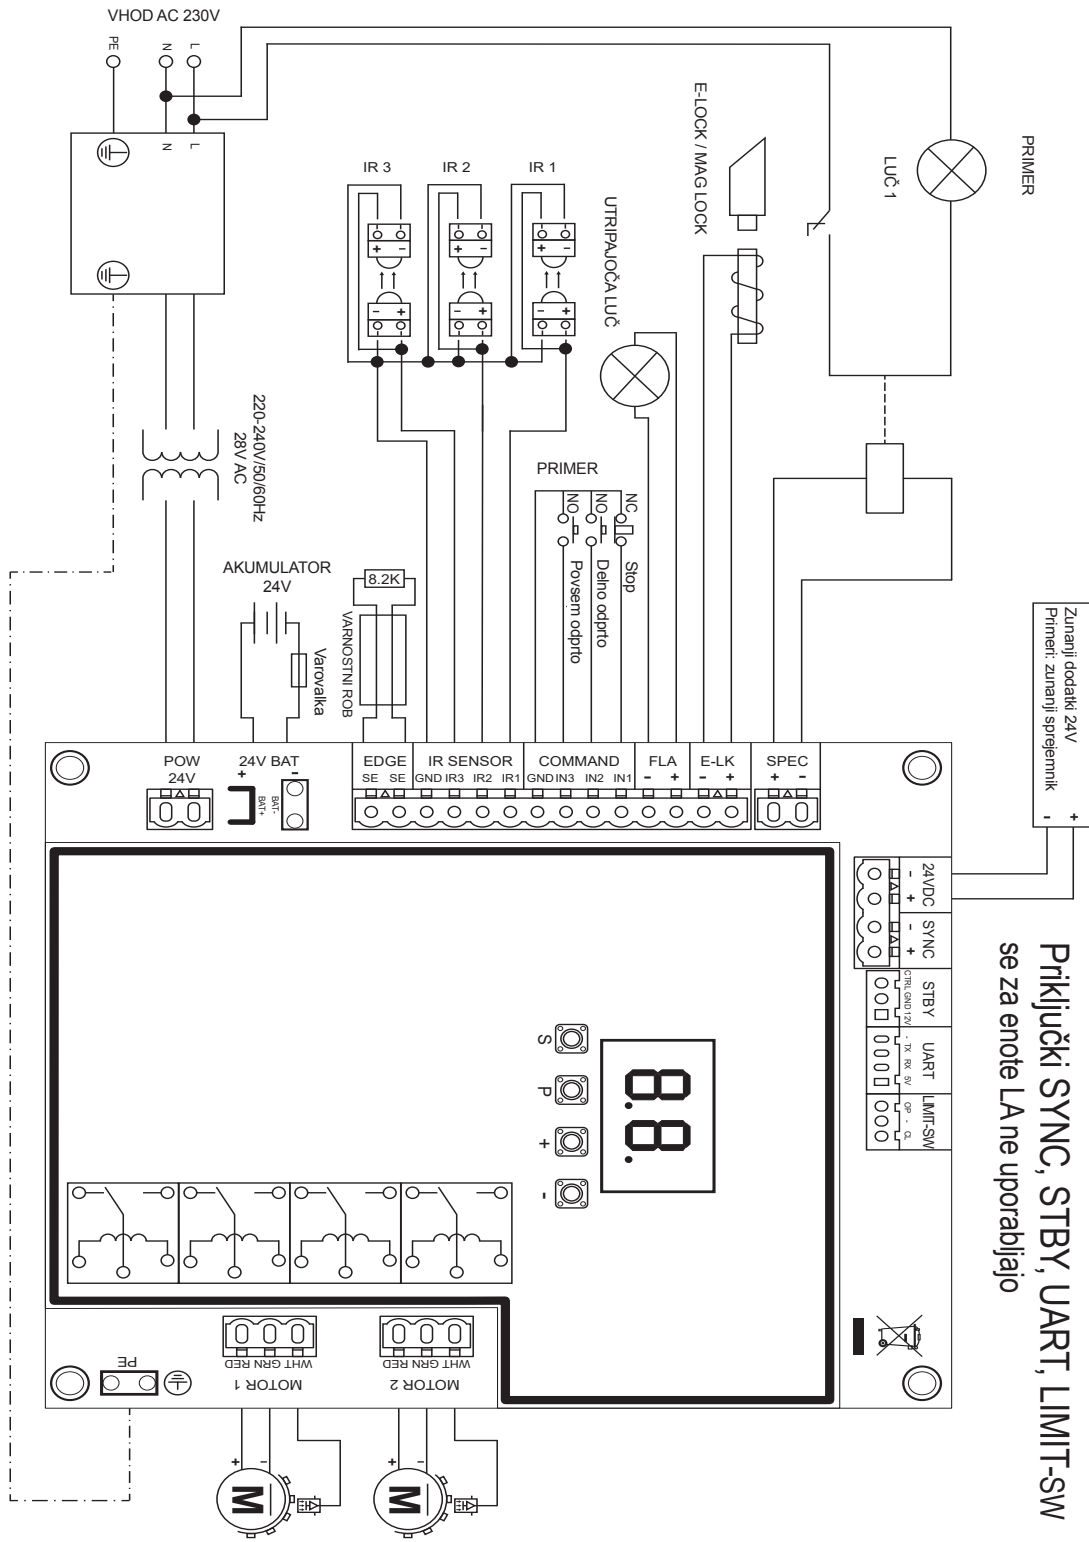 VHOD AC 230V
PE
N
L
N
L
IR 3
IR 2
IR 1
+ -
+ -
+ -
- +
- +
- +
UTRIPAJOČA LUČ
E-LOCK / MAG LOCK
LUČ 1
PRIMER
220-240V/50/60Hz
28V AC
AKUMULATOR
24V
Varovalka
8.2K
VARNOSTNI ROB
PRIMER
NO
NO
NC
Povsem odprto
Delno odprto
Stop
Zunanji dodatki 24V
Primeri: zunanji sprejemnik
- +
POW
24V
24V BAT
+ -
BAT+
BAT-
EDGE
SE SE
IR SENSOR
GND IR3 IR2 IR1
COMMAND
GND IN3 IN2 IN1
FLA
- +
E-LK
- +
SPEC
+ -
24VDC
- +
SYNC
- +
STBY
CTRL GND 12V
UART
- TX RX 5V
LIMIT-SW
OP - CL
Priključki SYNC, STBY, UART, LIMIT-SW
se za enote LA ne uporabljajo
S
P
+
-
8.8.
PE
WHT GRN RED
MOTOR 1
WHT GRN RED
MOTOR 2
+ -
M
+ -
M